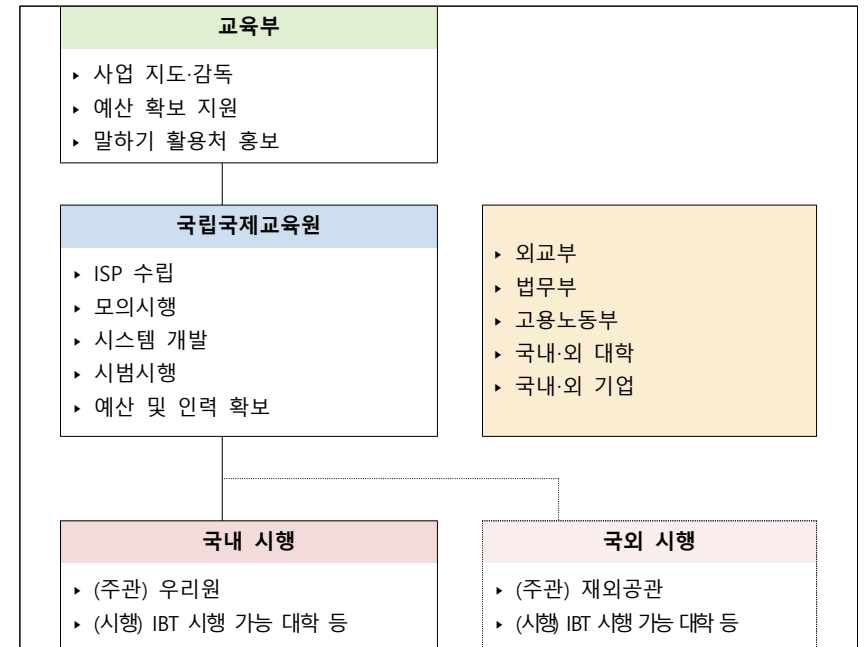 교육부
▸ 사업 지도·감독
▸ 예산 확보 지원
▸ 말하기 활용처 홍보
국립국제교육원
▸ ISP 수립
▸ 모의시행
▸ 시스템 개발
▸ 시범시행
▸ 예산 및 인력 확보
▸ 외교부
▸ 법무부
▸ 고용노동부
▸ 국내·외 대학
▸ 국내·외 기업
국내 시행
▸ (주관) 우리원
▸ (시행) IBT 시행 가능 대학 등
국외 시행
▸ (주관) 재외공관
▸ (시행) IBT 시행 가능 대학 등